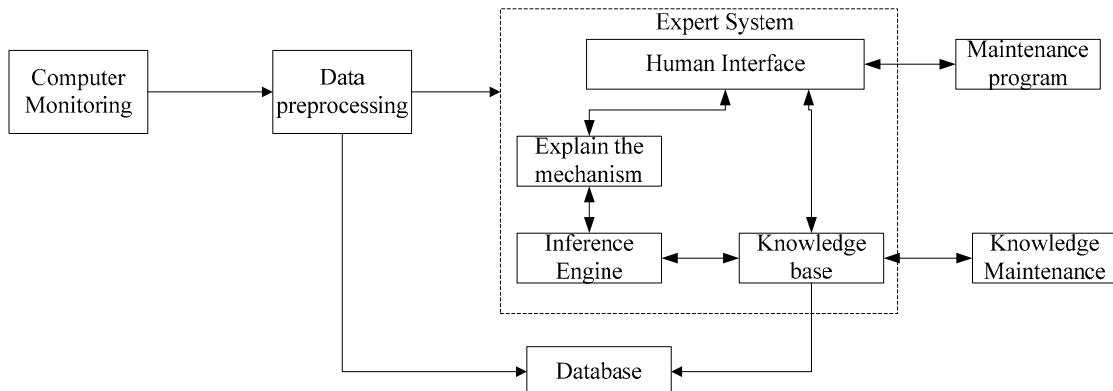 Expert System
Computer
Monitoring
Data
preprocessing
Human Interface
Maintenance
program
Explain the
mechanism
Inference
Engine
Knowledge
base
Knowledge
Maintenance
Database